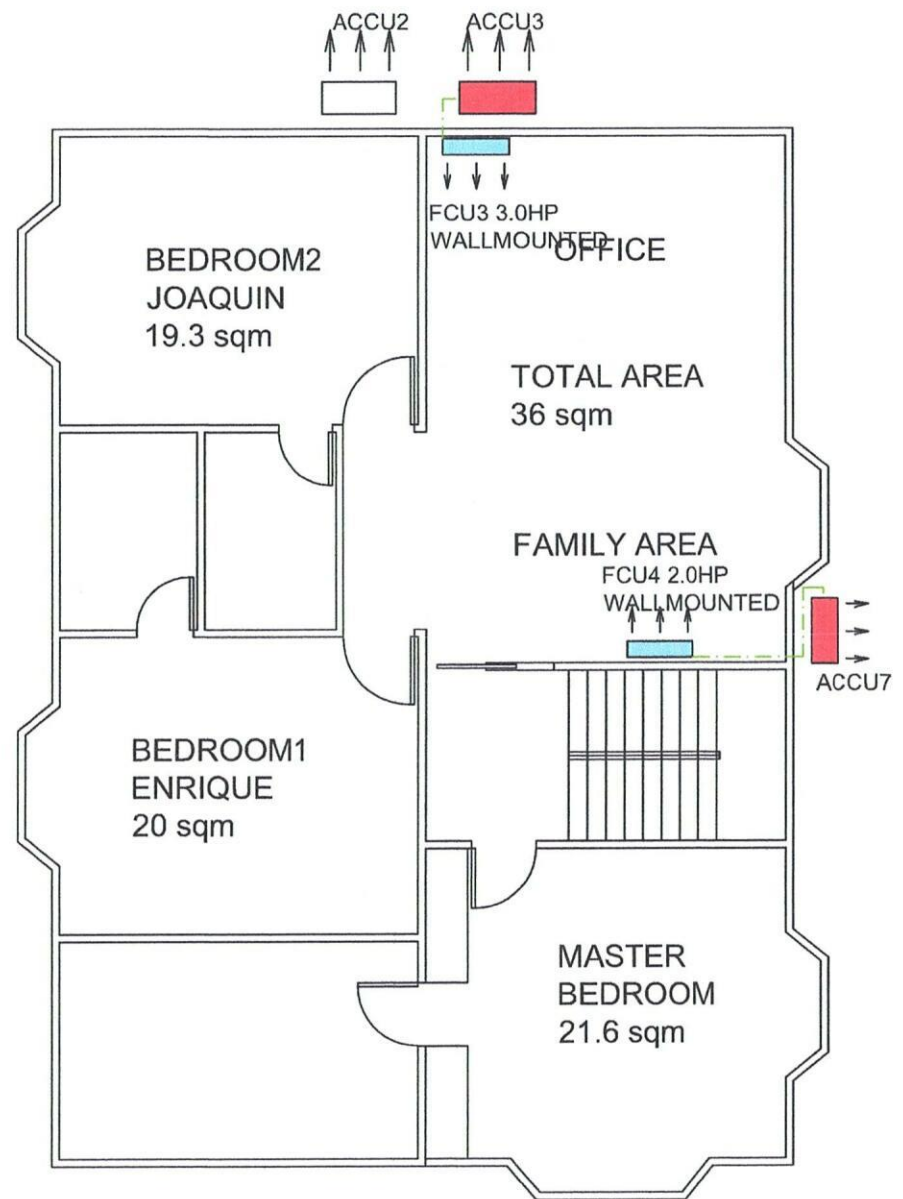 ACCU2
ACCU3
FCU3 3.0HP
WALLMOUNTED
OFFICE
BEDROOM2
JOAQUIN
19.3 sqm
TOTAL AREA
36 sqm
FAMILY AREA
FCU4 2.0HP
WALLMOUNTED
ACCU7
BEDROOM1
ENRIQUE
20 sqm
MASTER
BEDROOM
21.6 sqm